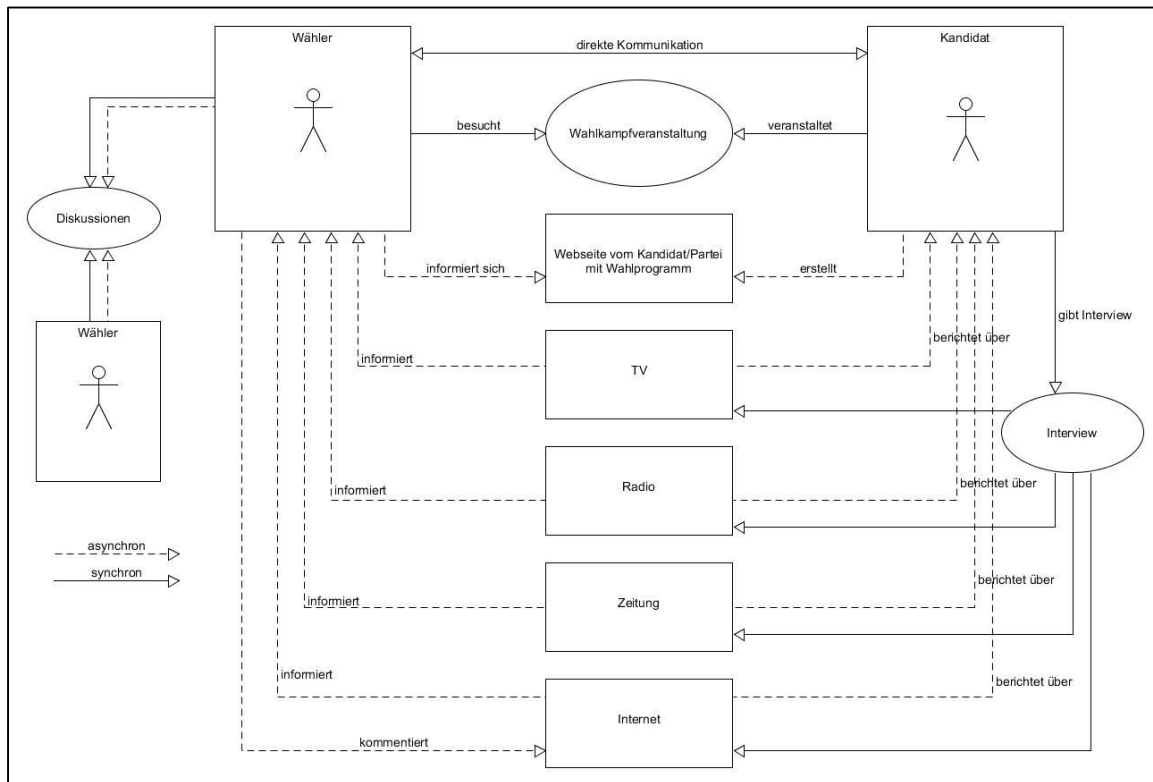 Wähler
direkte Kommunikation
Kandidat
besucht
Wahlkampfveranstaltung
veranstaltet
Diskussionen
informiert sich
Webseite vom Kandidat/Partei
mit Wahlprogramm
erstellt
gibt Interview
Wähler
informiert
TV
berichtet über
Interview
informiert
Radio
berichtet über
asynchron
synchron
informiert
Zeitung
berichtet über
informiert
Internet
berichtet über
kommentiert